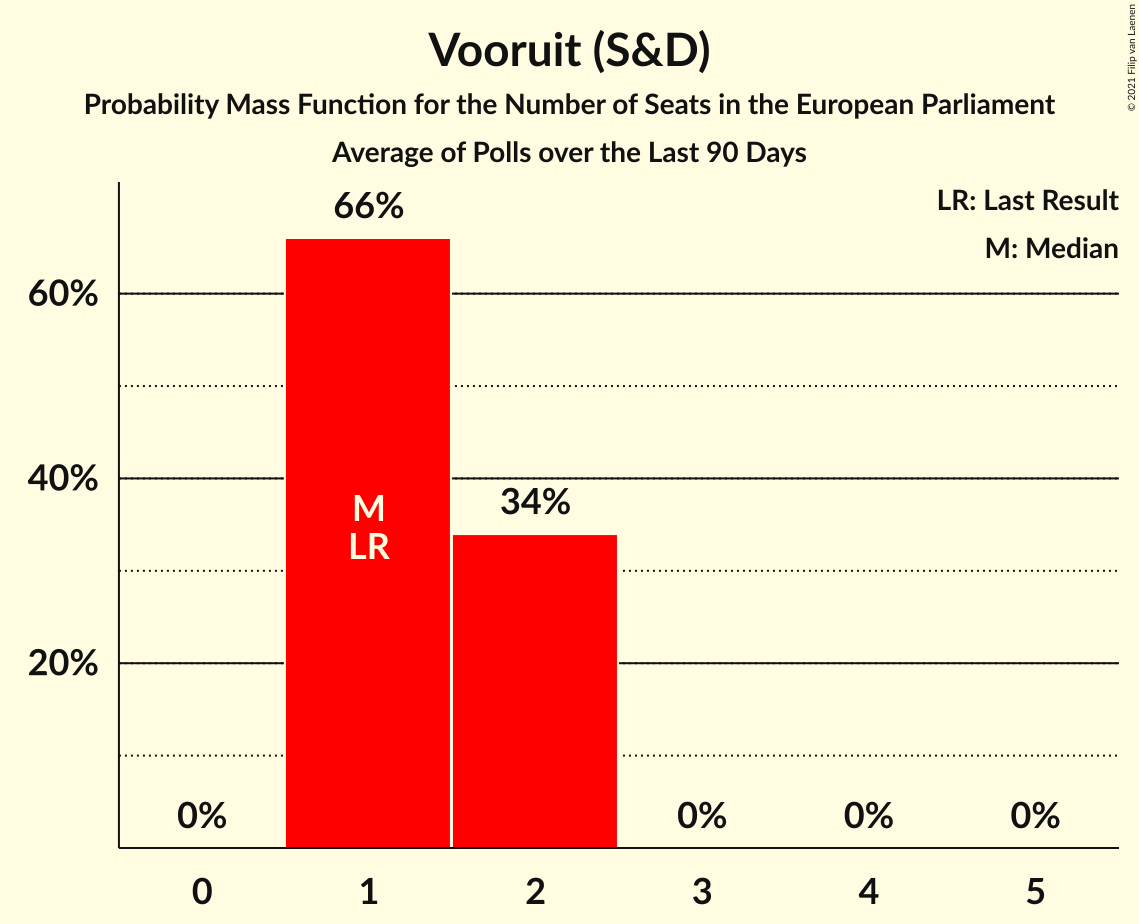 Vooruit (S&D)
Probability Mass Function for the Number of Seats in the European Parliament
Average of Polls over the Last 90 Days
© 2021 Filip van Laenen
LR: Last Result
M: Median
66%
60%
40%
34%
M
LR
20%
0%
0%
0%
0%
0 1 2 3 4 5